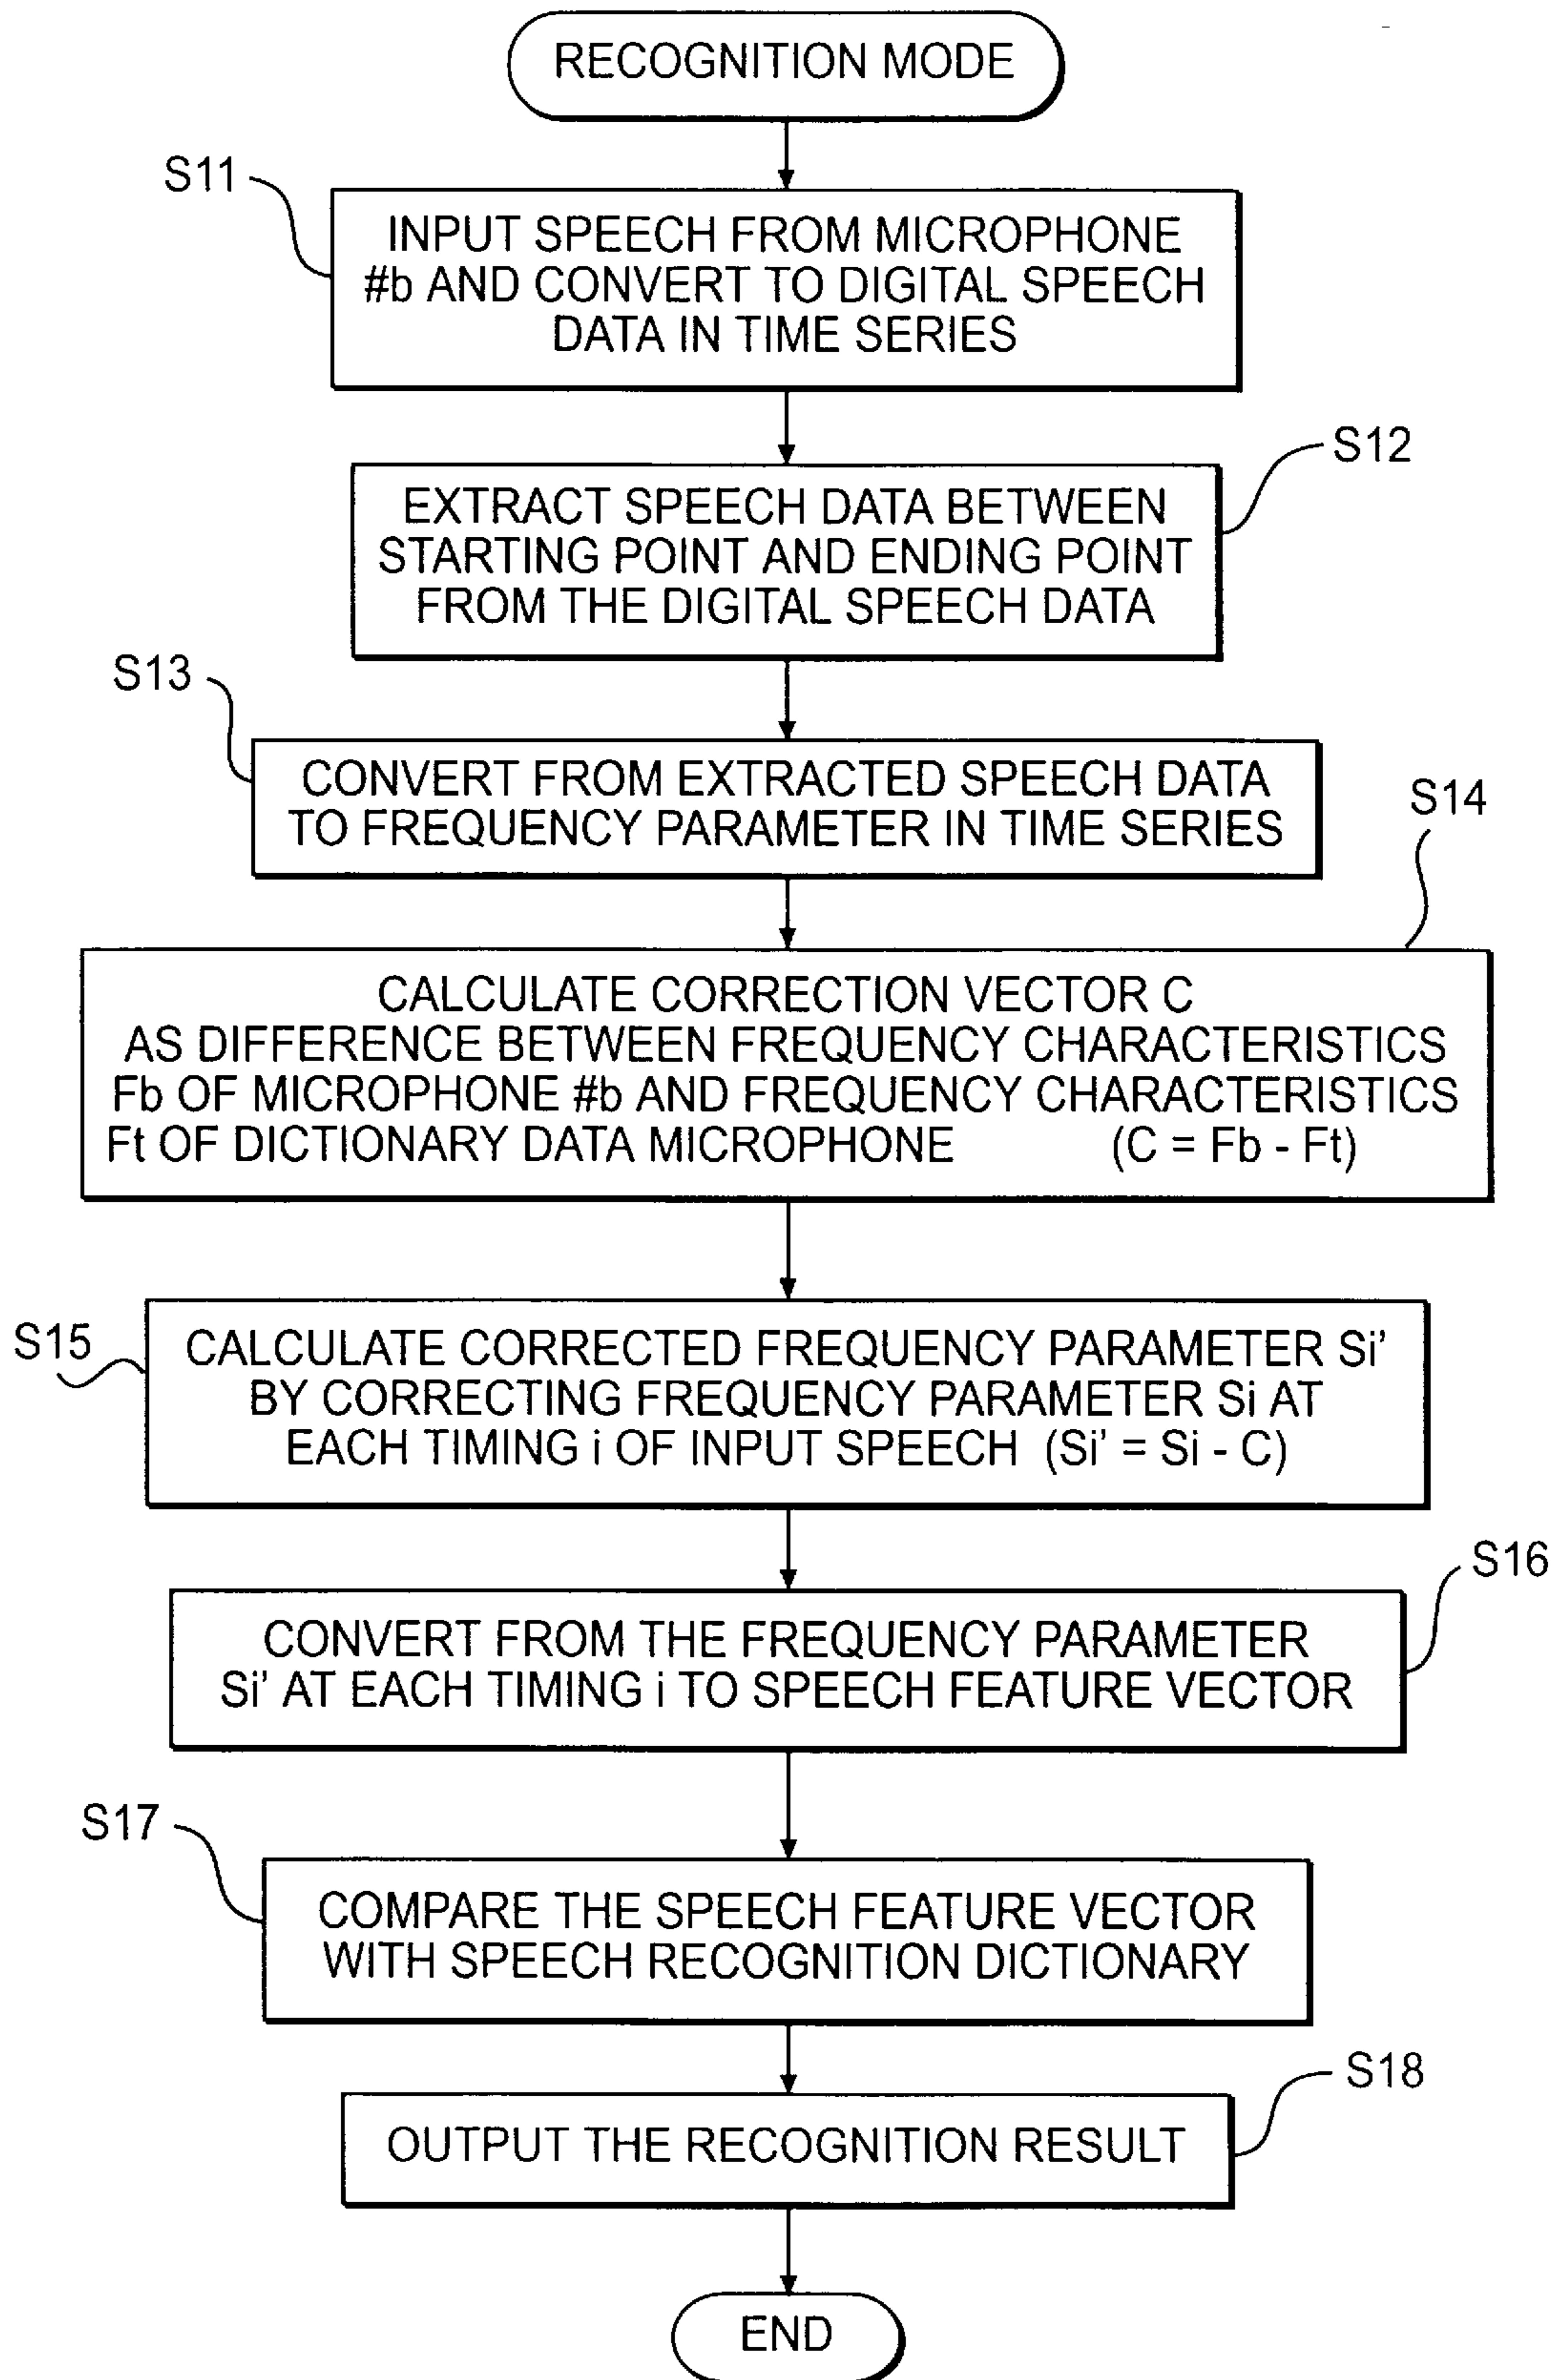 RECOGNITION MODE
S11
INPUT SPEECH FROM MICROPHONE
#b AND CONVERT TO DIGITAL SPEECH
DATA IN TIME SERIES
S12
EXTRACT SPEECH DATA BETWEEN
STARTING POINT AND ENDING POINT
FROM THE DIGITAL SPEECH DATA
S13
CONVERT FROM EXTRACTED SPEECH DATA
TO FREQUENCY PARAMETER IN TIME SERIES
S14
CALCULATE CORRECTION VECTOR C
AS DIFFERENCE BETWEEN FREQUENCY CHARACTERISTICS
Fb OF MICROPHONE #b AND FREQUENCY CHARACTERISTICS
Ft OF DICTIONARY DATA MICROPHONE (C = Fb - Ft)
S15
CALCULATE CORRECTED FREQUENCY PARAMETER Si'
BY CORRECTING FREQUENCY PARAMETER Si AT
EACH TIMING i OF INPUT SPEECH (Si' = Si - C)
S16
CONVERT FROM THE FREQUENCY PARAMETER
Si' AT EACH TIMING i TO SPEECH FEATURE VECTOR
S17
COMPARE THE SPEECH FEATURE VECTOR
WITH SPEECH RECOGNITION DICTIONARY
S18
OUTPUT THE RECOGNITION RESULT
END